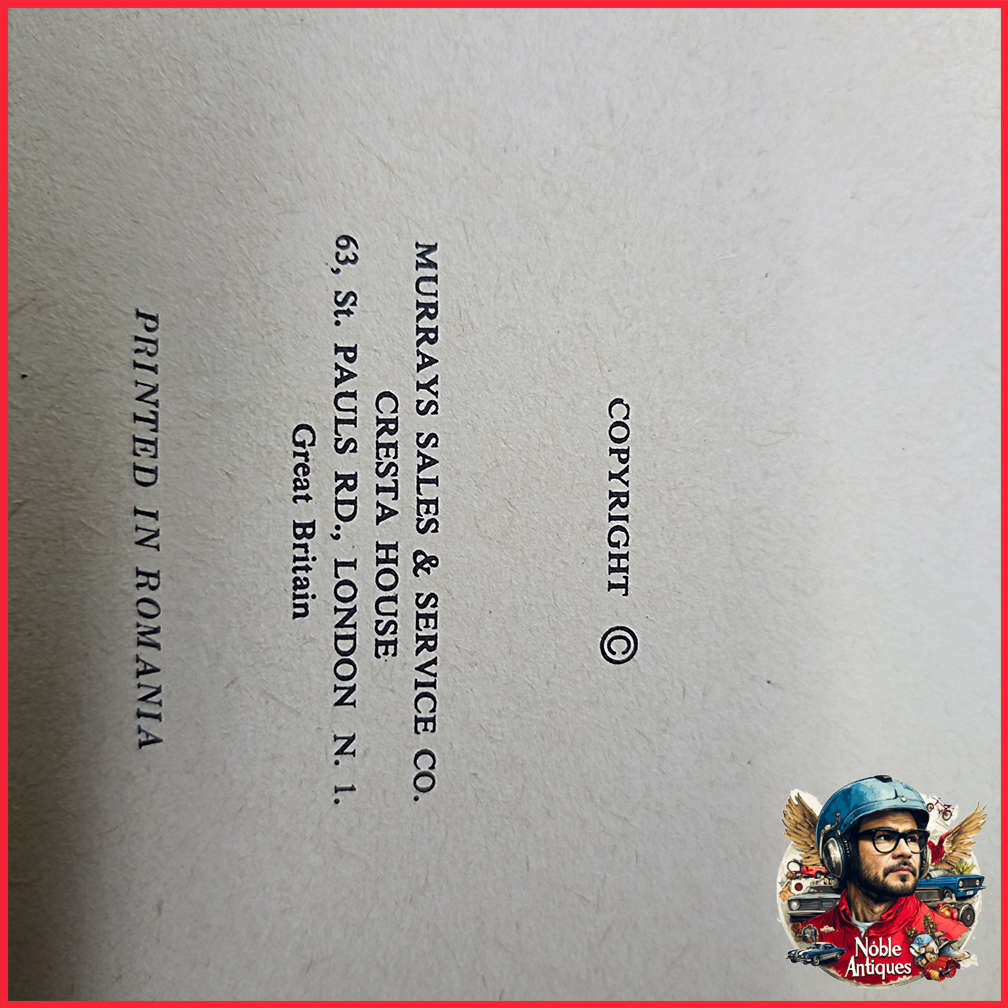 COPYRIGHT ©
MURRAYS SALES & SERVICE CO.
CRESTA HOUSE
63, St. PAULS RD., LONDON N. 1.
Great Britain
PRINTED IN ROMANIA
Noble
Antiques